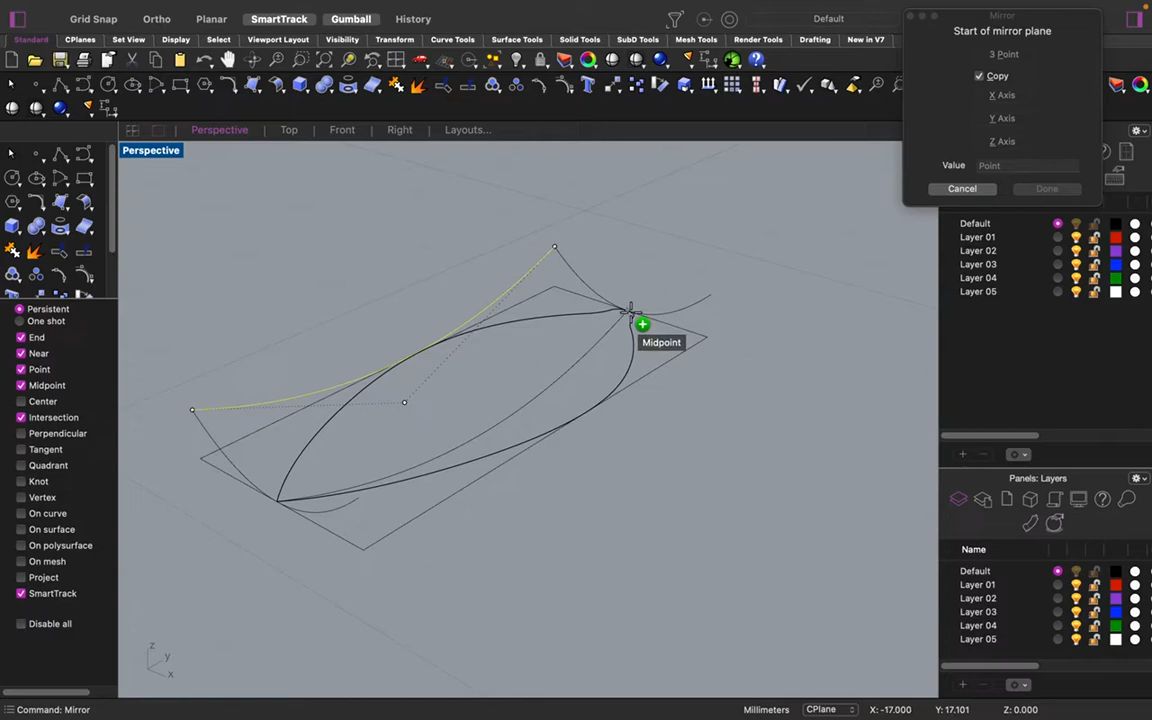 Grid Snap Ortho Planar SmartTrack Gumball History Default
Mirror
Standard CPlanes Set View Display Select Viewport Layout Visibility Transform Curve Tools Surface Tools Solid Tools SubD Tools Mesh Tools Render Tools Drafting New in V7
Start of mirror plane
3 Point
Copy
X Axis
Y Axis
Z Axis
Value Point
Cancel Done
Perspective Top Front Right Layouts...
Perspective
Default
Layer 01
Layer 02
Layer 03
Layer 04
Layer 05
Persistent
One shot
End
Near
Point
Midpoint
Center
Intersection
Perpendicular
Tangent
Quadrant
Knot
Vertex
On curve
On surface
On polysurface
On mesh
Project
SmartTrack
Disable all
Midpoint
z
y
x
Panels: Layers
Name
Default
Layer 01
Layer 02
Layer 03
Layer 04
Layer 05
Command: Mirror
Millimeters CPlane X: -17.000 Y: 17.101 Z: 0.000